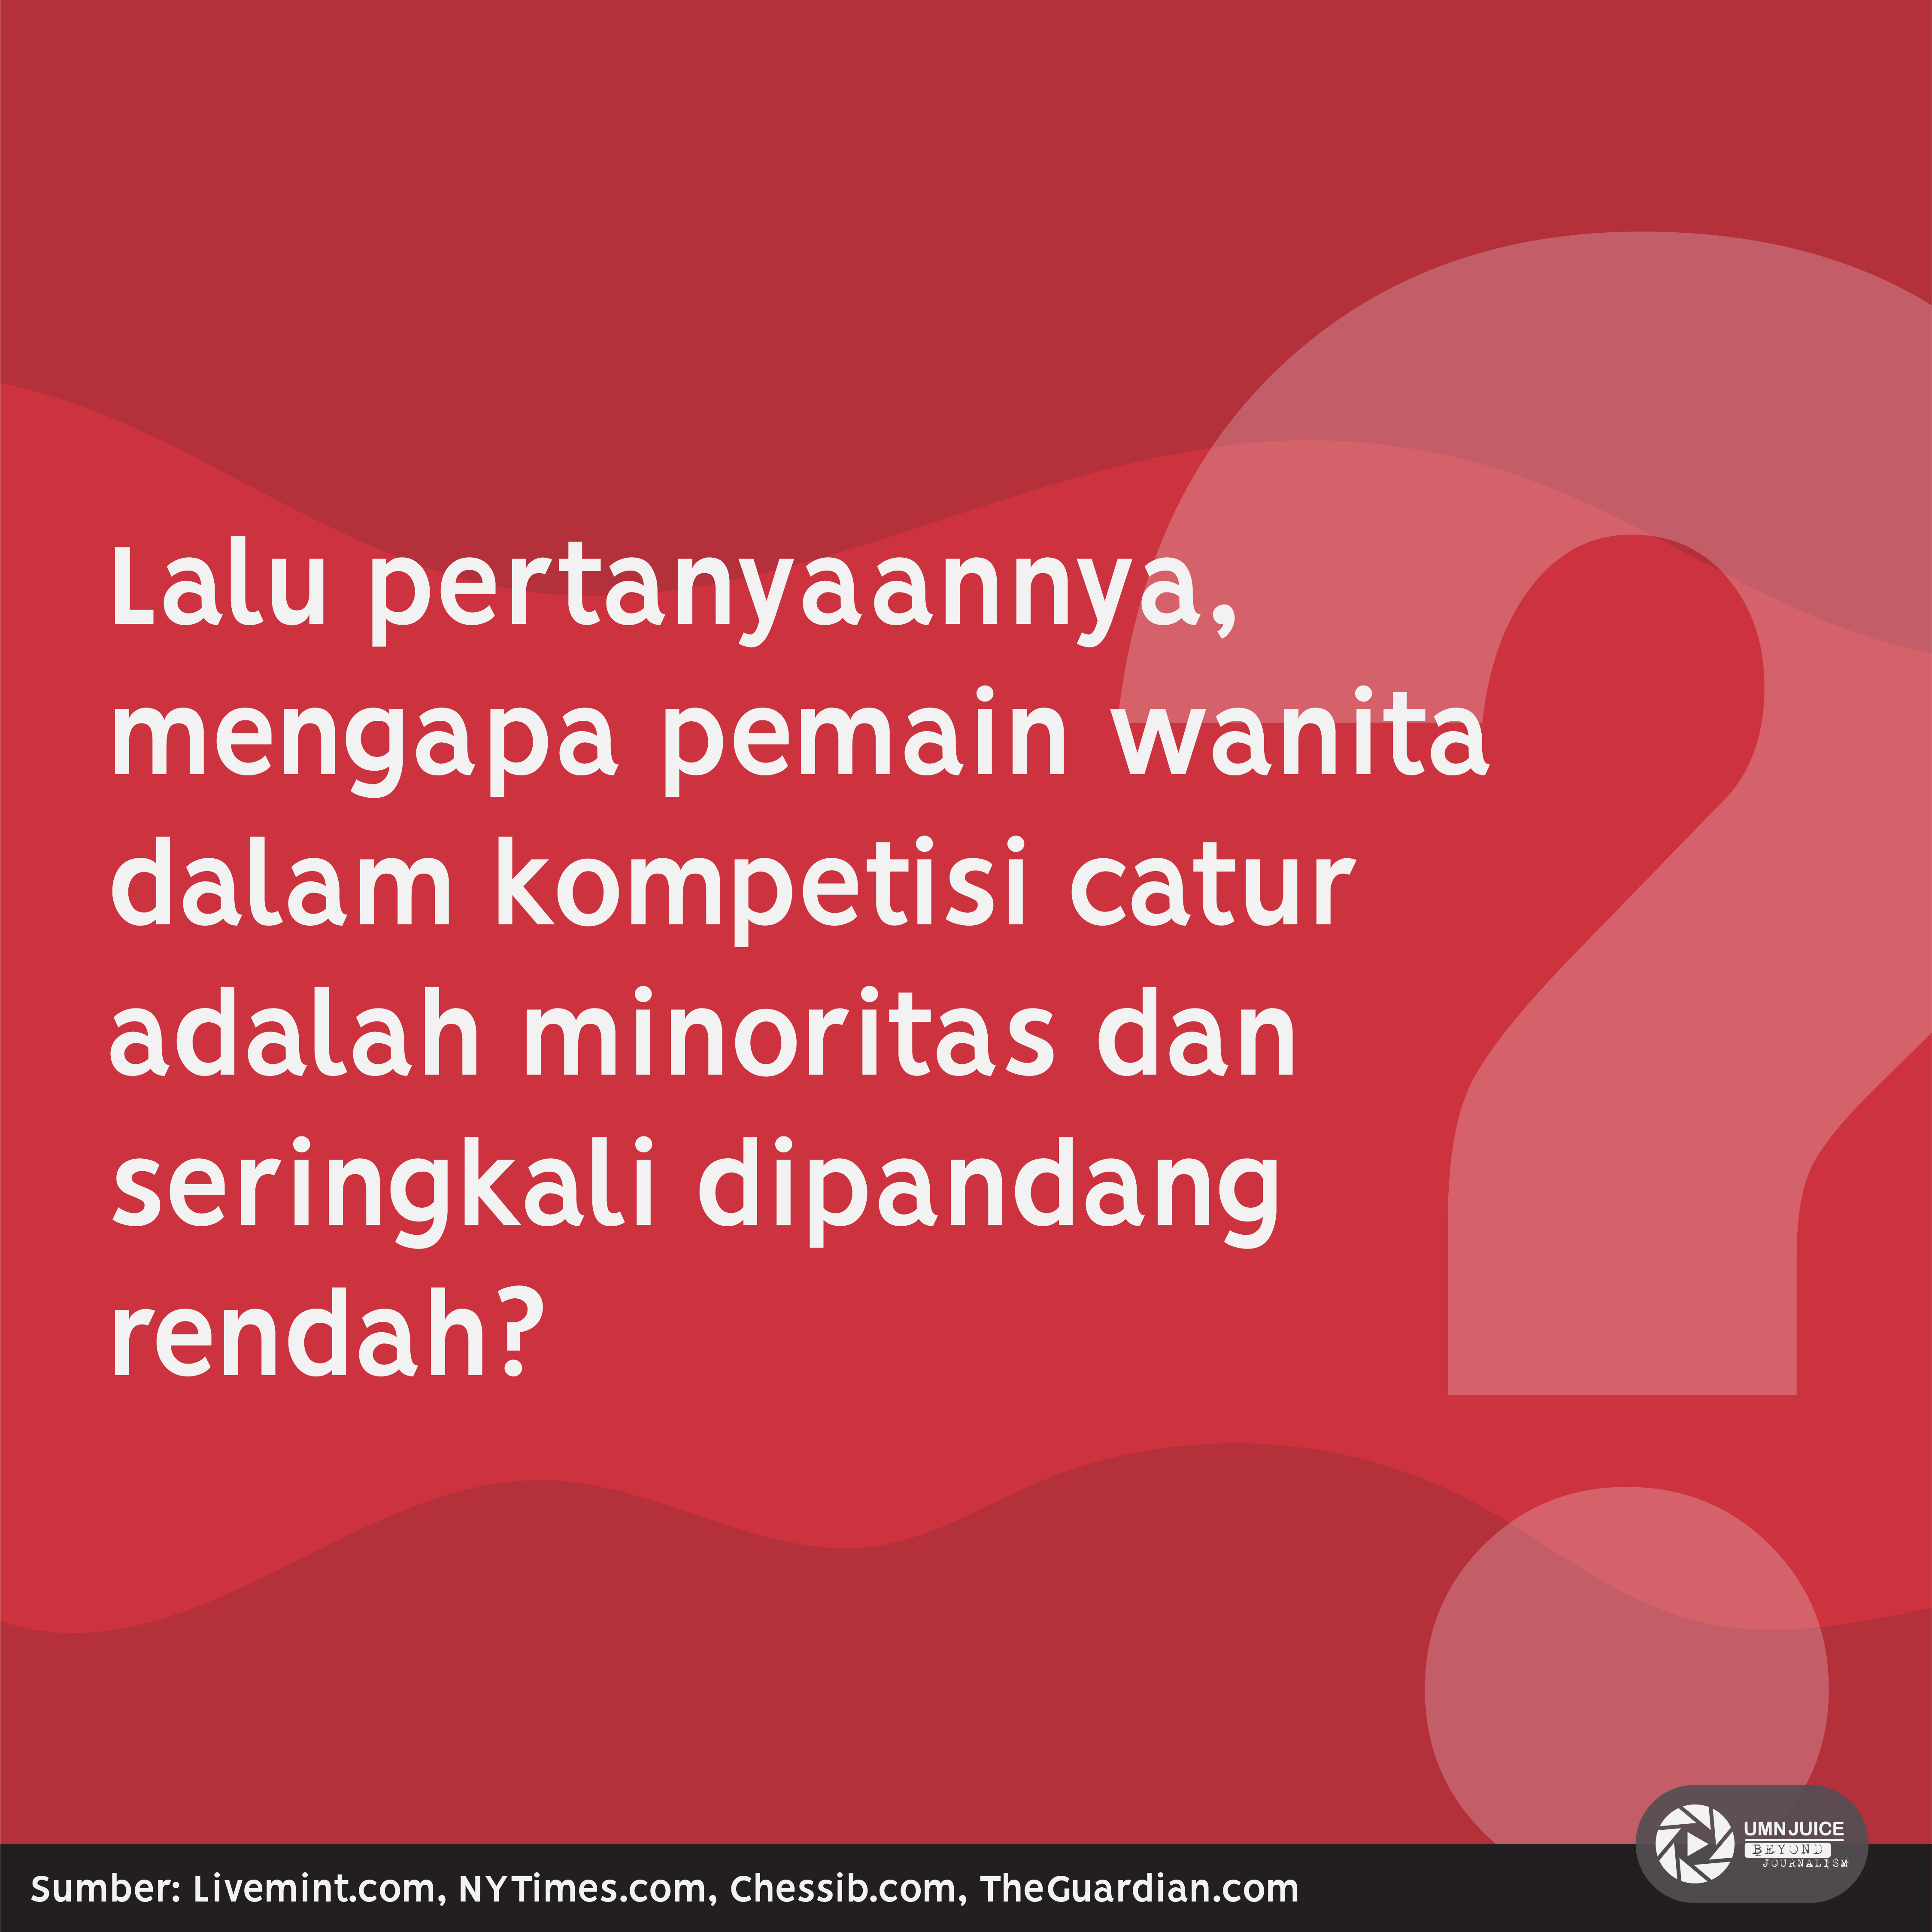 Lalu pertanyaannya,
mengapa pemain wanita
dalam kompetisi catur
adalah minoritas dan
seringkali dipandang
rendah?
UMN JUICE
BEYOND
JOURNALISM
Sumber: Livemint.com, NYTimes.com, Chessib.com, TheGuardian.com